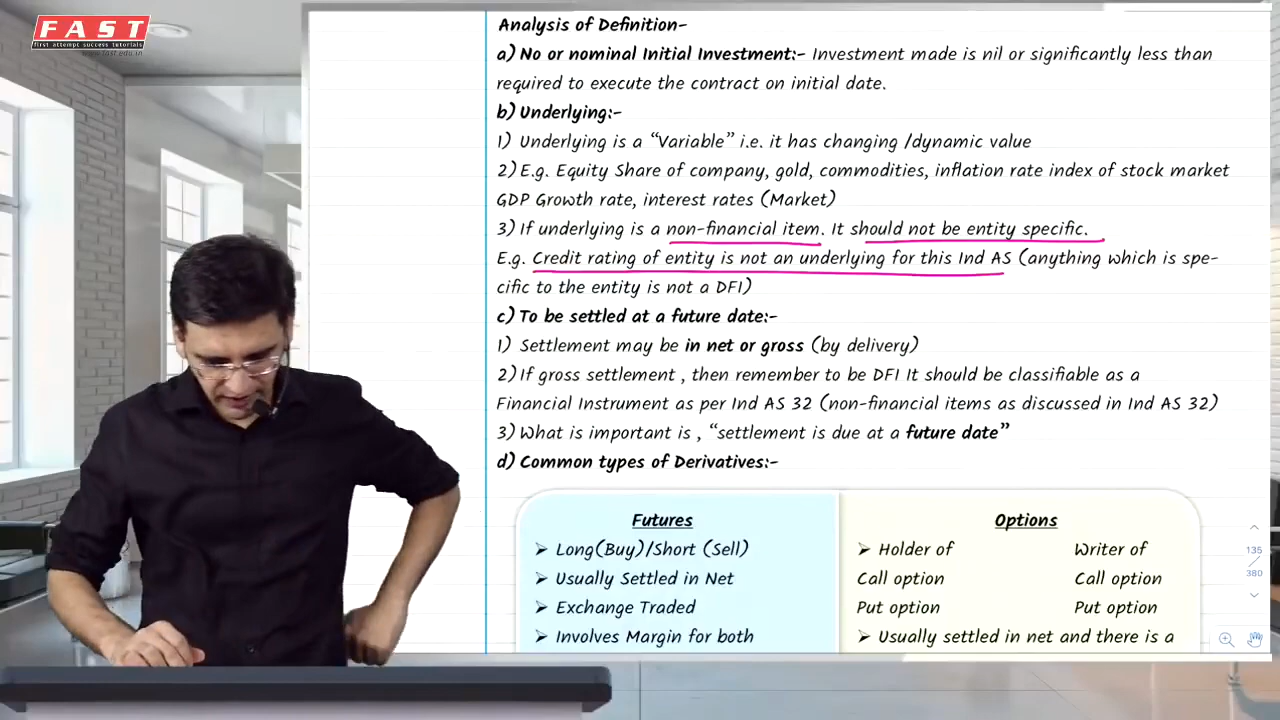 FAST
first attempt success tutorials
www.fast.edu.in
Analysis of Definition-
a) No or nominal Initial Investment:- Investment made is nil or significantly less than
required to execute the contract on initial date.
b) Underlying:-
1) Underlying is a “Variable” i.e. it has changing /dynamic value
2) E.g. Equity Share of company, gold, commodities, inflation rate index of stock market
GDP Growth rate, interest rates (Market)
3) If underlying is a non-financial item. It should not be entity specific.
E.g. Credit rating of entity is not an underlying for this Ind AS (anything which is spe-
cific to the entity is not a DFI)
c) To be settled at a future date:-
1) Settlement may be in net or gross (by delivery)
2) If gross settlement , then remember to be DFI It should be classifiable as a
Financial Instrument as per Ind AS 32 (non-financial items as discussed in Ind AS 32)
3) What is important is , “settlement is due at a future date”
d) Common types of Derivatives:-
Futures
➢ Long(Buy)/Short (Sell)
➢ Usually Settled in Net
➢ Exchange Traded
➢ Involves Margin for both
Options
➢ Holder of Writer of
Call option Call option
Put option Put option
➢ Usually settled in net and there is a
135
380